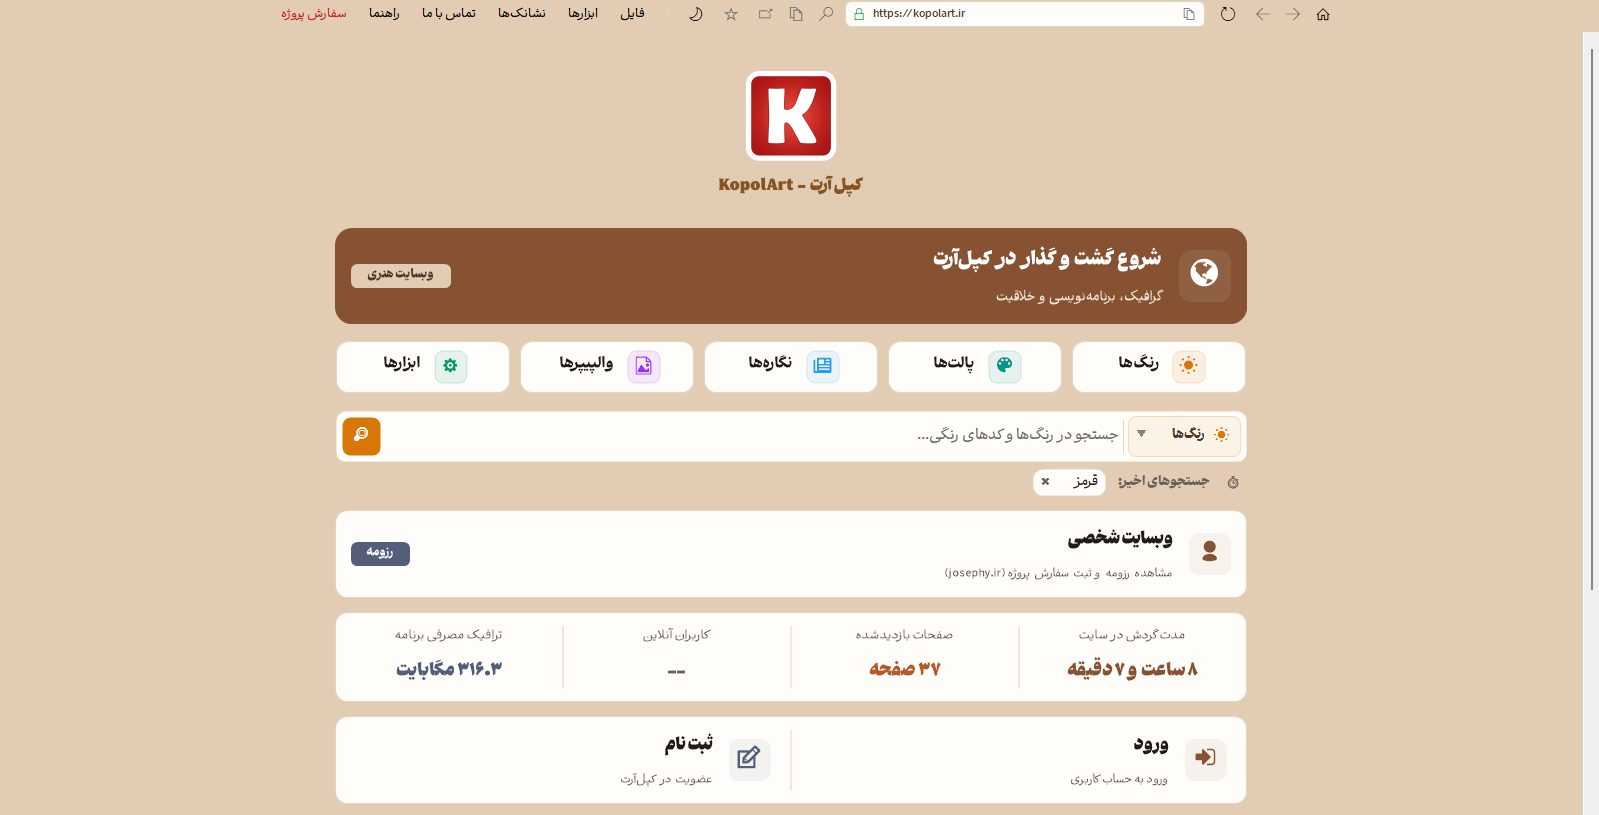 https://kopolart.ir
فایل ابزارها نشانک‌ها تماس با ما راهنما سفارش پروژه
K
کپل آرت - KopolArt
شروع گشت و گذار در کپل‌آرت
گرافیک، برنامه‌نویسی و خلاقیت
وبسایت هنری
رنگ‌ها
پالت‌ها
نگاره‌ها
والپیپرها
ابزارها
رنگ‌ها
جستجو در رنگ‌ها و کدهای رنگی...
جستجوهای اخیر:
قرمز
وبسایت شخصی
مشاهده رزومه و ثبت سفارش پروژه (josephy.ir)
رزومه
مدت گردش در سایت
۸ ساعت و ۷ دقیقه
صفحات بازدیدشده
۳۷ صفحه
کاربران آنلاین
--
ترافیک مصرفی برنامه
۳۱۶.۳ مگابایت
ورود
ورود به حساب کاربری
ثبت نام
عضویت در کپل‌آرت